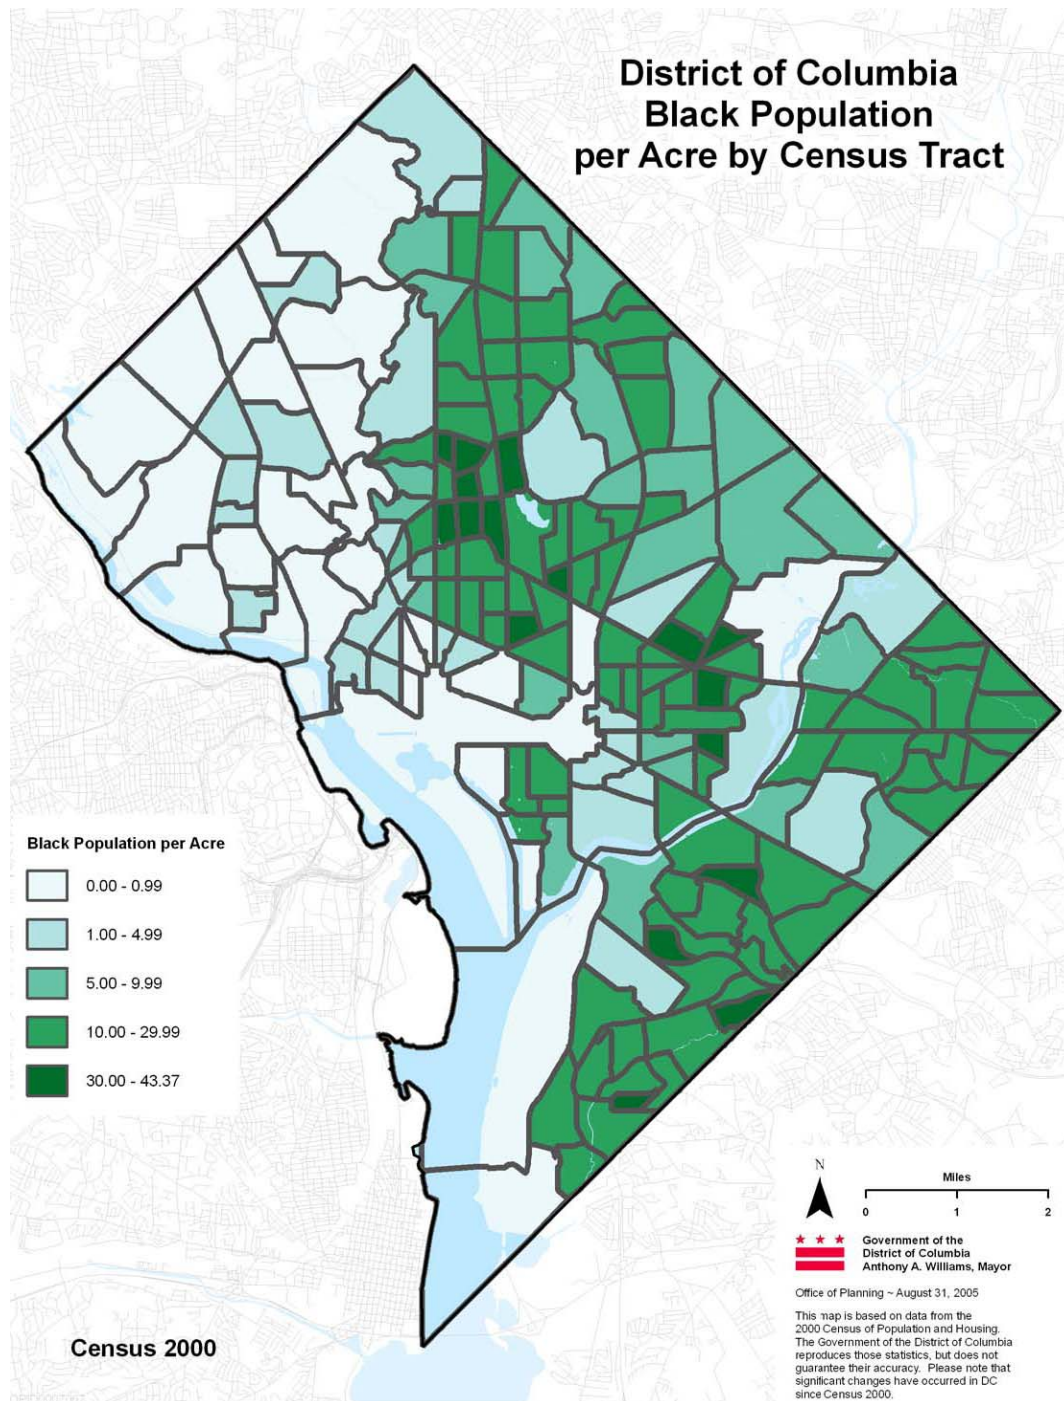 District of Columbia
Black Population
per Acre by Census Tract
Black Population per Acre
0.00 - 0.99
1.00 - 4.99
5.00 - 9.99
10.00 - 29.99
30.00 - 43.37
N
Miles
0 1 2
Government of the
District of Columbia
Anthony A. Williams, Mayor
Office of Planning ~ August 31, 2005
This map is based on data from the
2000 Census of Population and Housing.
The Government of the District of Columbia
reproduces those statistics, but does not
guarantee their accuracy. Please note that
significant changes have occurred in DC
since Census 2000.
Census 2000